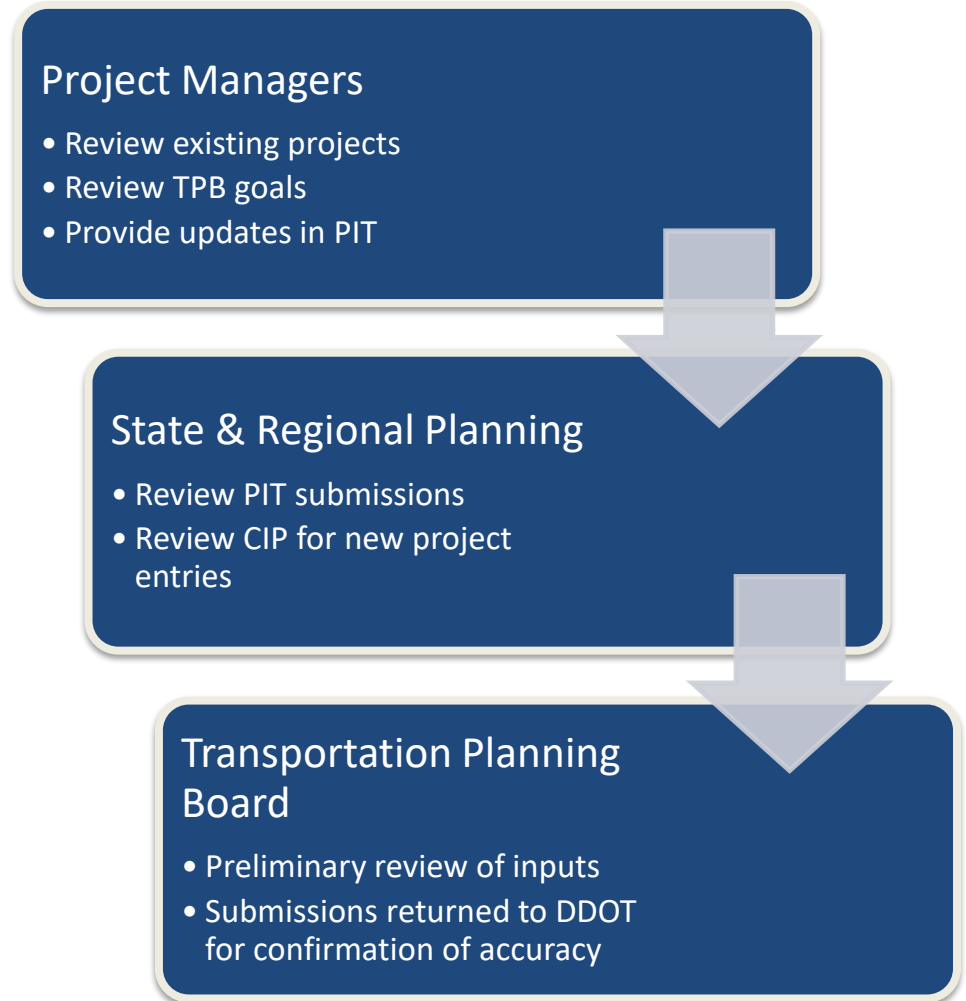 Project Managers
• Review existing projects
• Review TPB goals
• Provide updates in PIT
State & Regional Planning
• Review PIT submissions
• Review CIP for new project
entries
Transportation Planning
Board
• Preliminary review of inputs
• Submissions returned to DDOT
for confirmation of accuracy